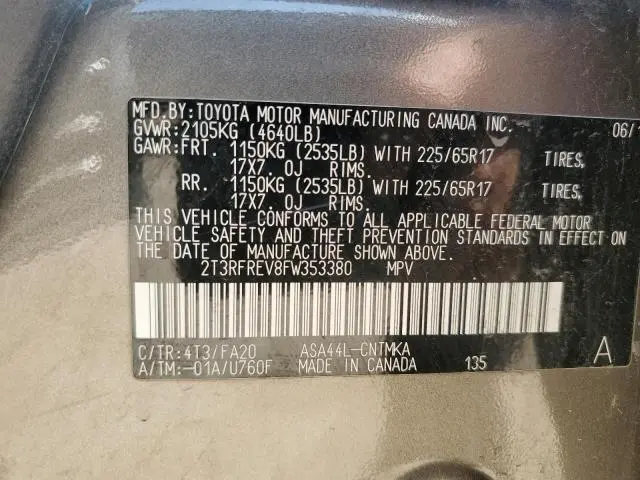 MFD.BY:TOYOTA MOTOR MANUFACTURING CANADA INC. 06/
GVWR:2105KG (4640LB)
GAWR:FRT. 1150KG (2535LB) WITH 225/65R17 TIRES,
17X7.0J RIMS.
RR. 1150KG (2535LB) WITH 225/65R17 TIRES,
17X7.0J RIMS.
THIS VEHICLE CONFORMS TO ALL APPLICABLE FEDERAL MOTOR
VEHICLE SAFETY AND THEFT PREVENTION STANDARDS IN EFFECT ON
THE DATE OF MANUFACTURE SHOWN ABOVE.
2T3RFREV8FW353380 MPV
C/TR:4T3/FA20 ASA44L-CNTMKA A
A/TM:-01A/U760F MADE IN CANADA 135